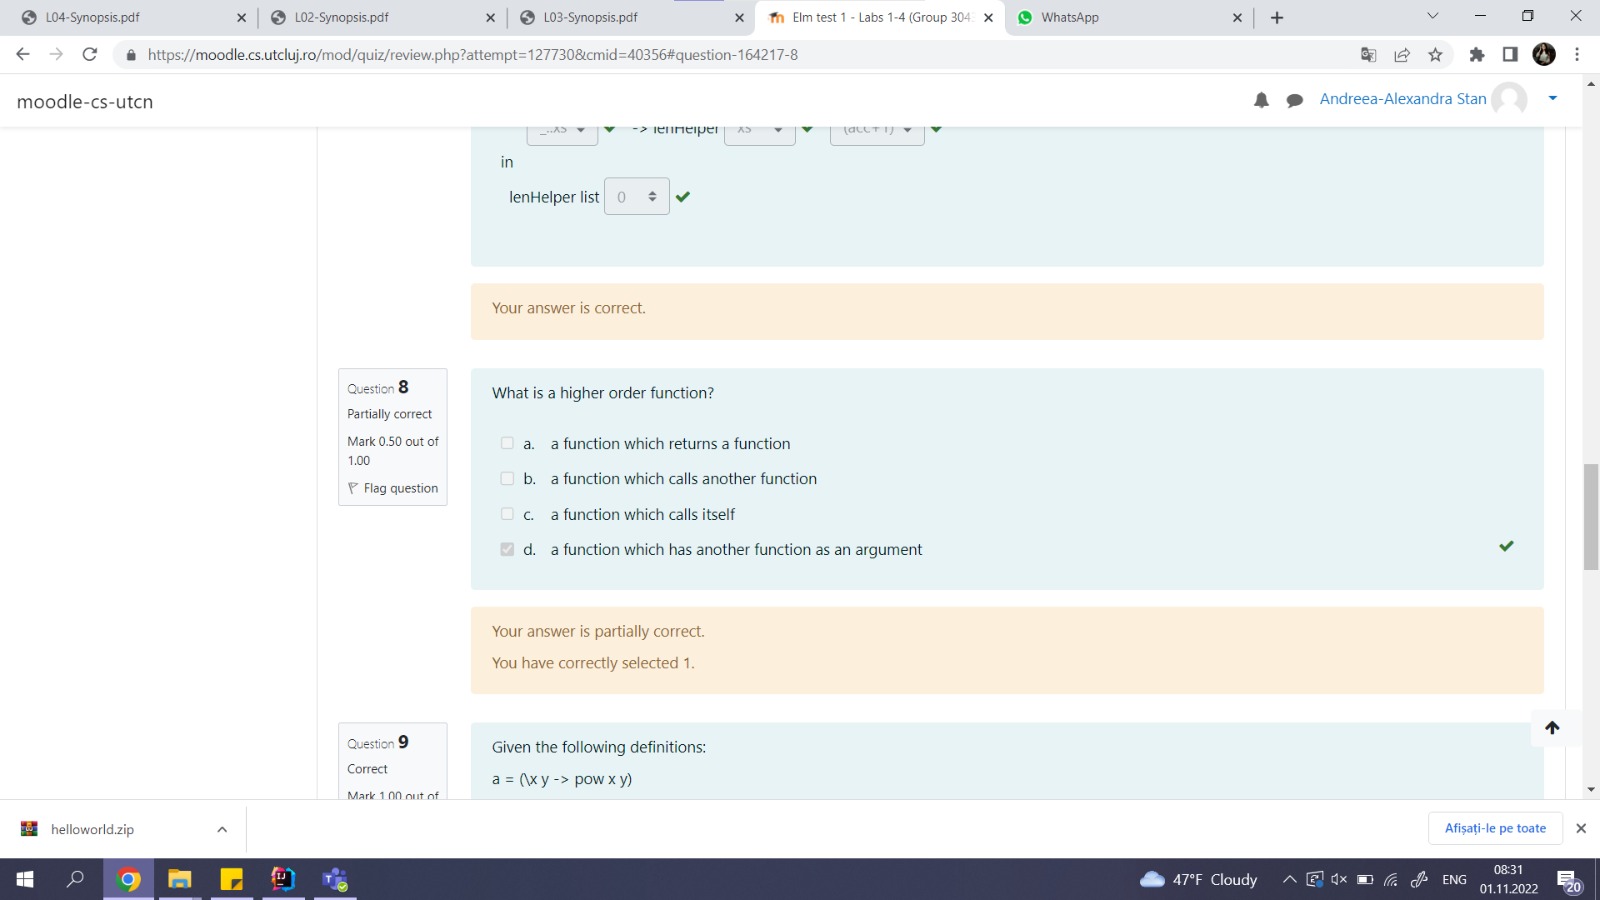 L04-Synopsis.pdf
L02-Synopsis.pdf
L03-Synopsis.pdf
Elm test 1 - Labs 1-4 (Group 304
WhatsApp
https://moodle.cs.utcluj.ro/mod/quiz/review.php?attempt=127730&cmid=40356#question-164217-8
moodle-cs-utcn
Andreea-Alexandra Stan
_::xs -> lenHelper xs (acc+1)
in
lenHelper list 0
Your answer is correct.
Question 8
Partially correct
Mark 0.50 out of
1.00
Flag question
What is a higher order function?
a. a function which returns a function
b. a function which calls another function
c. a function which calls itself
d. a function which has another function as an argument
Your answer is partially correct.
You have correctly selected 1.
Question 9
Correct
Mark 1.00 out of
Given the following definitions:
a = (\x y -> pow x y)
helloworld.zip
Afișați-le pe toate
47°F Cloudy
ENG
08:31
01.11.2022
20